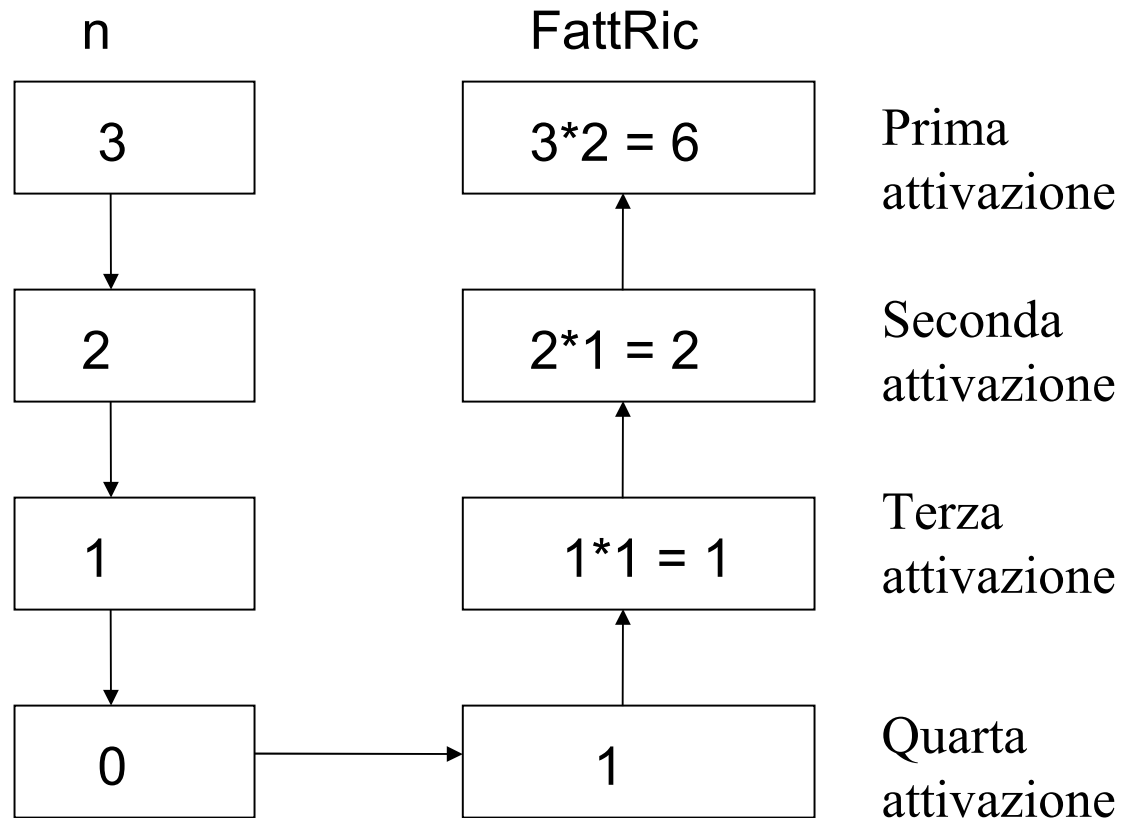 n FattRic
3 3*2 = 6 Prima
attivazione
2 2*1 = 2 Seconda
attivazione
1 1*1 = 1 Terza
attivazione
0 1 Quarta
attivazione